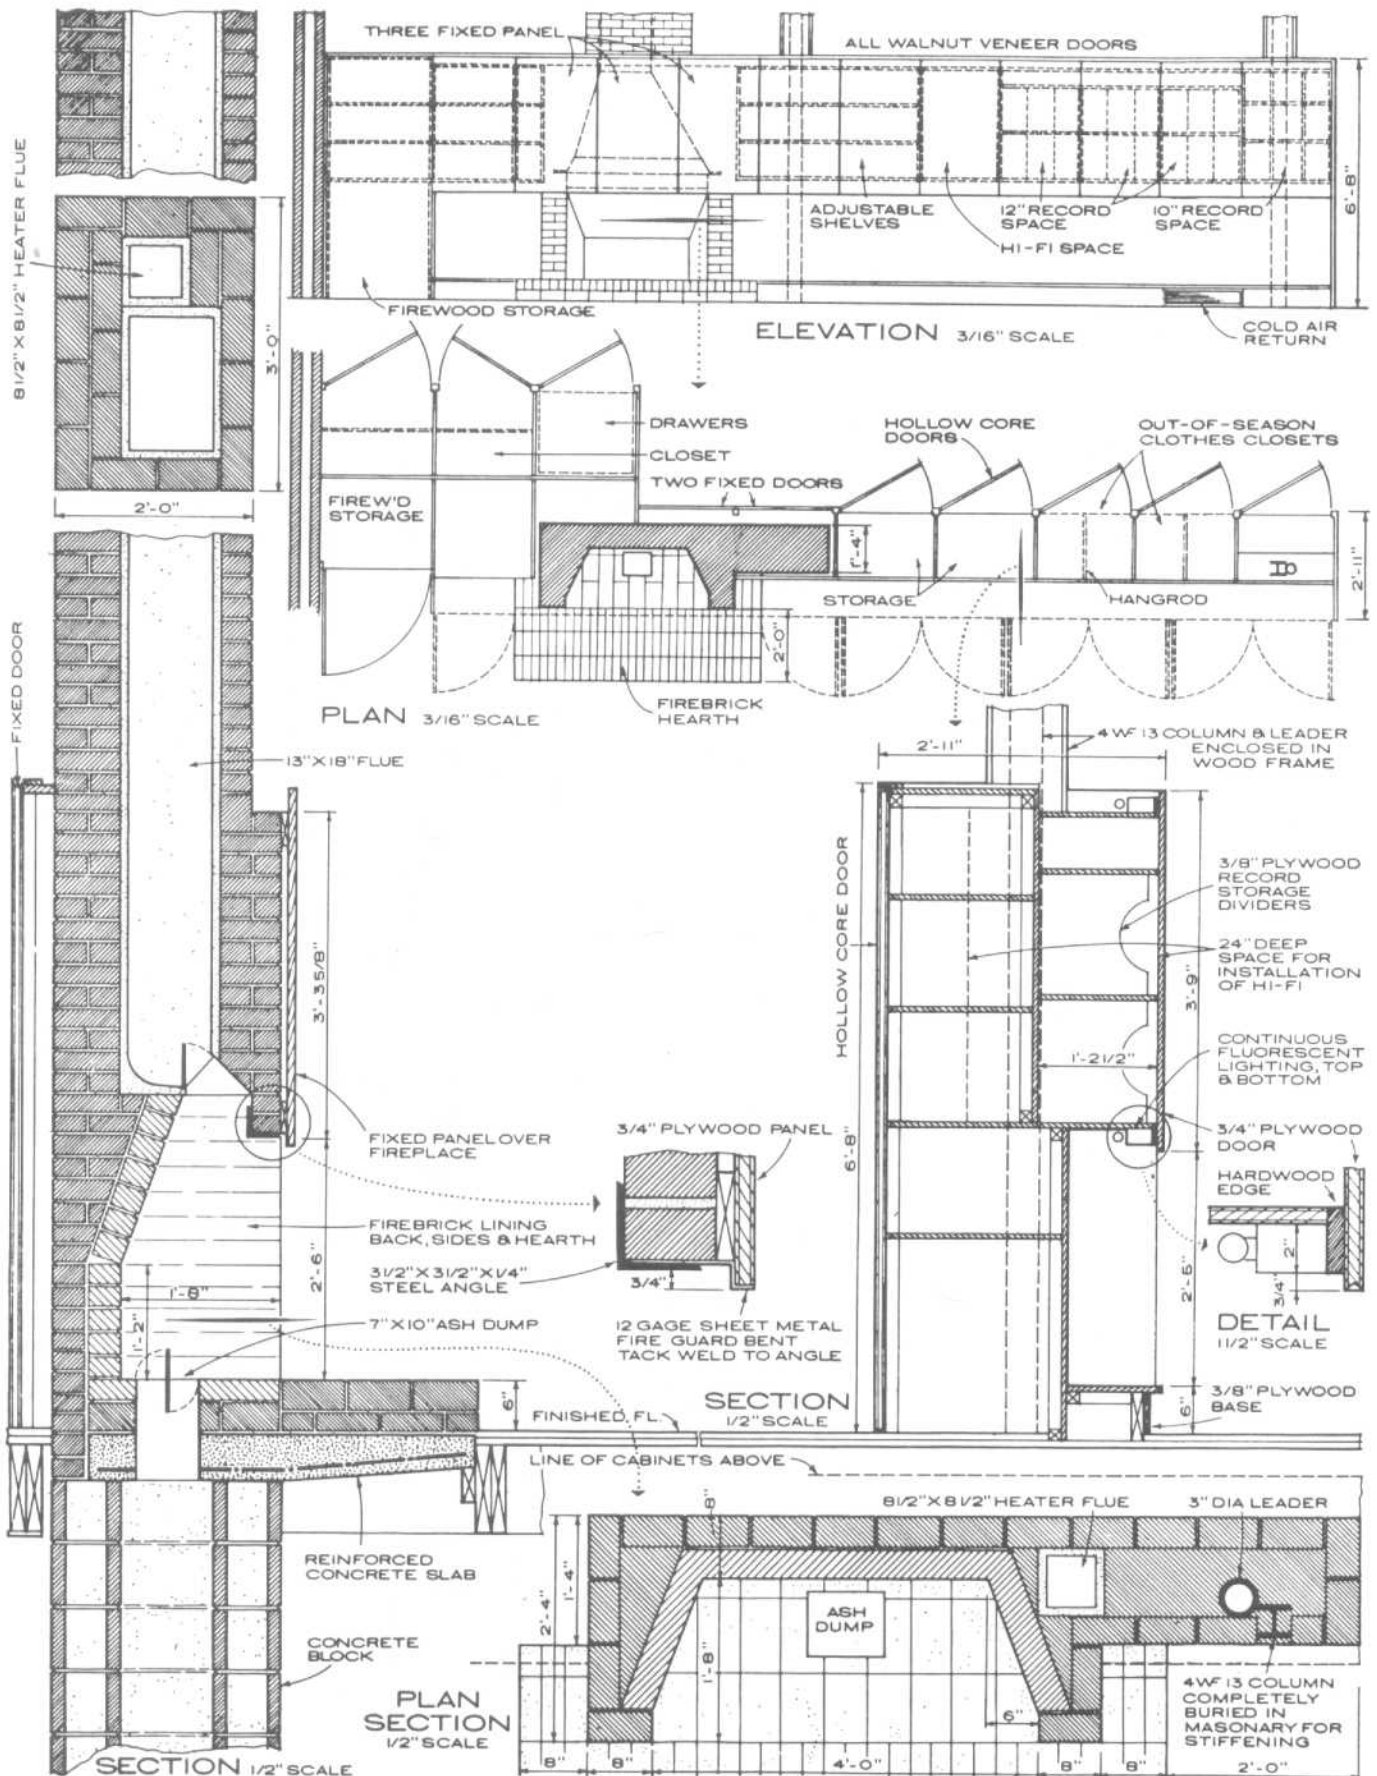 THREE FIXED PANEL
ALL WALNUT VENEER DOORS
8 1/2" X 8 1/2" HEATER FLUE
ADJUSTABLE
SHELVES
12" RECORD
SPACE
10" RECORD
SPACE
HI-FI SPACE
6'-8"
FIREWOOD STORAGE
ELEVATION 3/16" SCALE
COLD AIR
RETURN
3'-0"
2'-0"
DRAWERS
CLOSET
TWO FIXED DOORS
HOLLOW CORE
DOORS
OUT-OF-SEASON
CLOTHES CLOSETS
FIREW'D
STORAGE
1'-4"
2'-11"
STORAGE
HANGROD
2'-0"
FIREBRICK
HEARTH
PLAN 3/16" SCALE
FIXED DOOR
13" X 18" FLUE
2'-11"
4 WF 13 COLUMN & LEADER
ENCLOSED IN
WOOD FRAME
HOLLOW CORE DOOR
3/8" PLYWOOD
RECORD
STORAGE
DIVIDERS
24" DEEP
SPACE FOR
INSTALLATION
OF HI-FI
3'-3 5/8"
3'-9"
1'-2 1/2"
CONTINUOUS
FLUORESCENT
LIGHTING, TOP
& BOTTOM
FIXED PANEL OVER
FIREPLACE
3/4" PLYWOOD PANEL
3/4" PLYWOOD
DOOR
6'-8"
HARDWOOD
EDGE
FIREBRICK LINING
BACK, SIDES & HEARTH
3 1/2" X 3 1/2" X 1/4"
STEEL ANGLE
3/4"
2"
3/4"
2'-6"
2'-5"
1'-8"
1'-2"
7" X 10" ASH DUMP
12 GAGE SHEET METAL
FIRE GUARD BENT
TACK WELD TO ANGLE
DETAIL
1 1/2" SCALE
6"
FINISHED FL.
SECTION
1/2" SCALE
6"
3/8" PLYWOOD
BASE
LINE OF CABINETS ABOVE
8"
8 1/2" X 8 1/2" HEATER FLUE
3" DIA LEADER
REINFORCED
CONCRETE SLAB
2'-4"
1'-4"
ASH
DUMP
CONCRETE
BLOCK
1'-8"
6"
PLAN
SECTION
1/2" SCALE
4 WF 13 COLUMN
COMPLETELY
BURIED IN
MASONARY FOR
STIFFENING
SECTION 1/2" SCALE
8"
8"
4'-0"
8"
8"
2'-0"